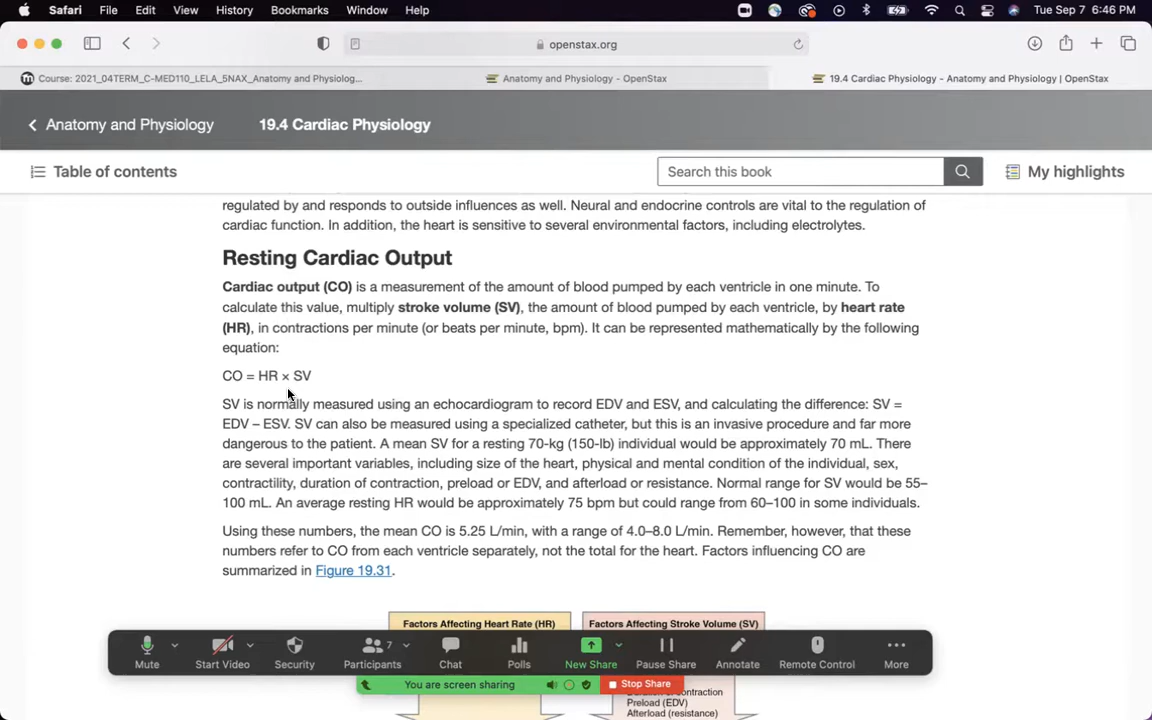 Safari File Edit View History Bookmarks Window Help Tue Sep 7 6:46 PM
openstax.org
Course: 2021_04TERM_C-MED110_LELA_5NAX_Anatomy and Physiolog... Anatomy and Physiology - OpenStax 19.4 Cardiac Physiology - Anatomy and Physiology | OpenStax
Anatomy and Physiology 19.4 Cardiac Physiology
Table of contents Search this book My highlights
regulated by and responds to outside influences as well. Neural and endocrine controls are vital to the regulation of
cardiac function. In addition, the heart is sensitive to several environmental factors, including electrolytes.
Resting Cardiac Output
Cardiac output (CO) is a measurement of the amount of blood pumped by each ventricle in one minute. To
calculate this value, multiply stroke volume (SV), the amount of blood pumped by each ventricle, by heart rate
(HR), in contractions per minute (or beats per minute, bpm). It can be represented mathematically by the following
equation:
CO = HR × SV
SV is normally measured using an echocardiogram to record EDV and ESV, and calculating the difference: SV =
EDV – ESV. SV can also be measured using a specialized catheter, but this is an invasive procedure and far more
dangerous to the patient. A mean SV for a resting 70-kg (150-lb) individual would be approximately 70 mL. There
are several important variables, including size of the heart, physical and mental condition of the individual, sex,
contractility, duration of contraction, preload or EDV, and afterload or resistance. Normal range for SV would be 55–
100 mL. An average resting HR would be approximately 75 bpm but could range from 60–100 in some individuals.
Using these numbers, the mean CO is 5.25 L/min, with a range of 4.0–8.0 L/min. Remember, however, that these
numbers refer to CO from each ventricle separately, not the total for the heart. Factors influencing CO are
summarized in Figure 19.31.
Factors Affecting Heart Rate (HR) Factors Affecting Stroke Volume (SV)
7
Mute Start Video Security Participants Chat Polls New Share Pause Share Annotate Remote Control More
You are screen sharing Stop Share
Duration of contraction
Preload (EDV)
Afterload (resistance)